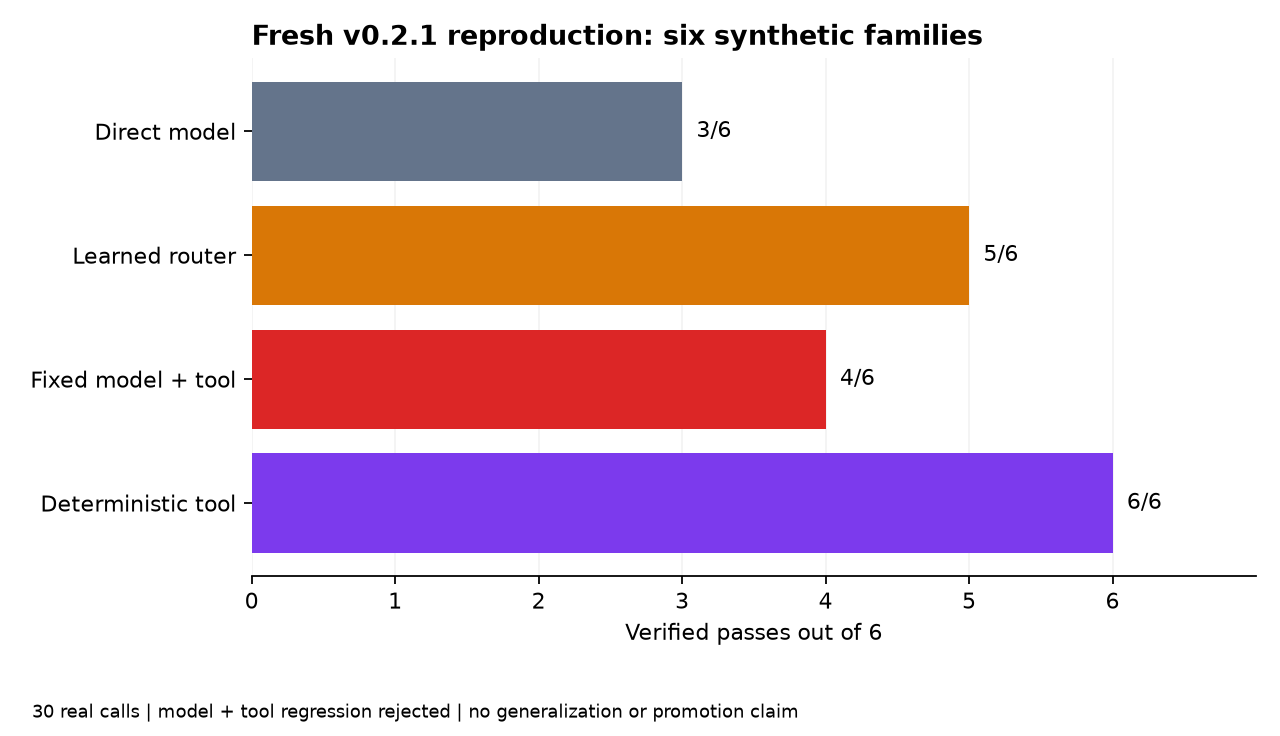 Fresh v0.2.1 reproduction: six synthetic families
Direct model
3/6
Learned router
5/6
Fixed model + tool
4/6
Deterministic tool
6/6
0 1 2 3 4 5 6
Verified passes out of 6
30 real calls | model + tool regression rejected | no generalization or promotion claim